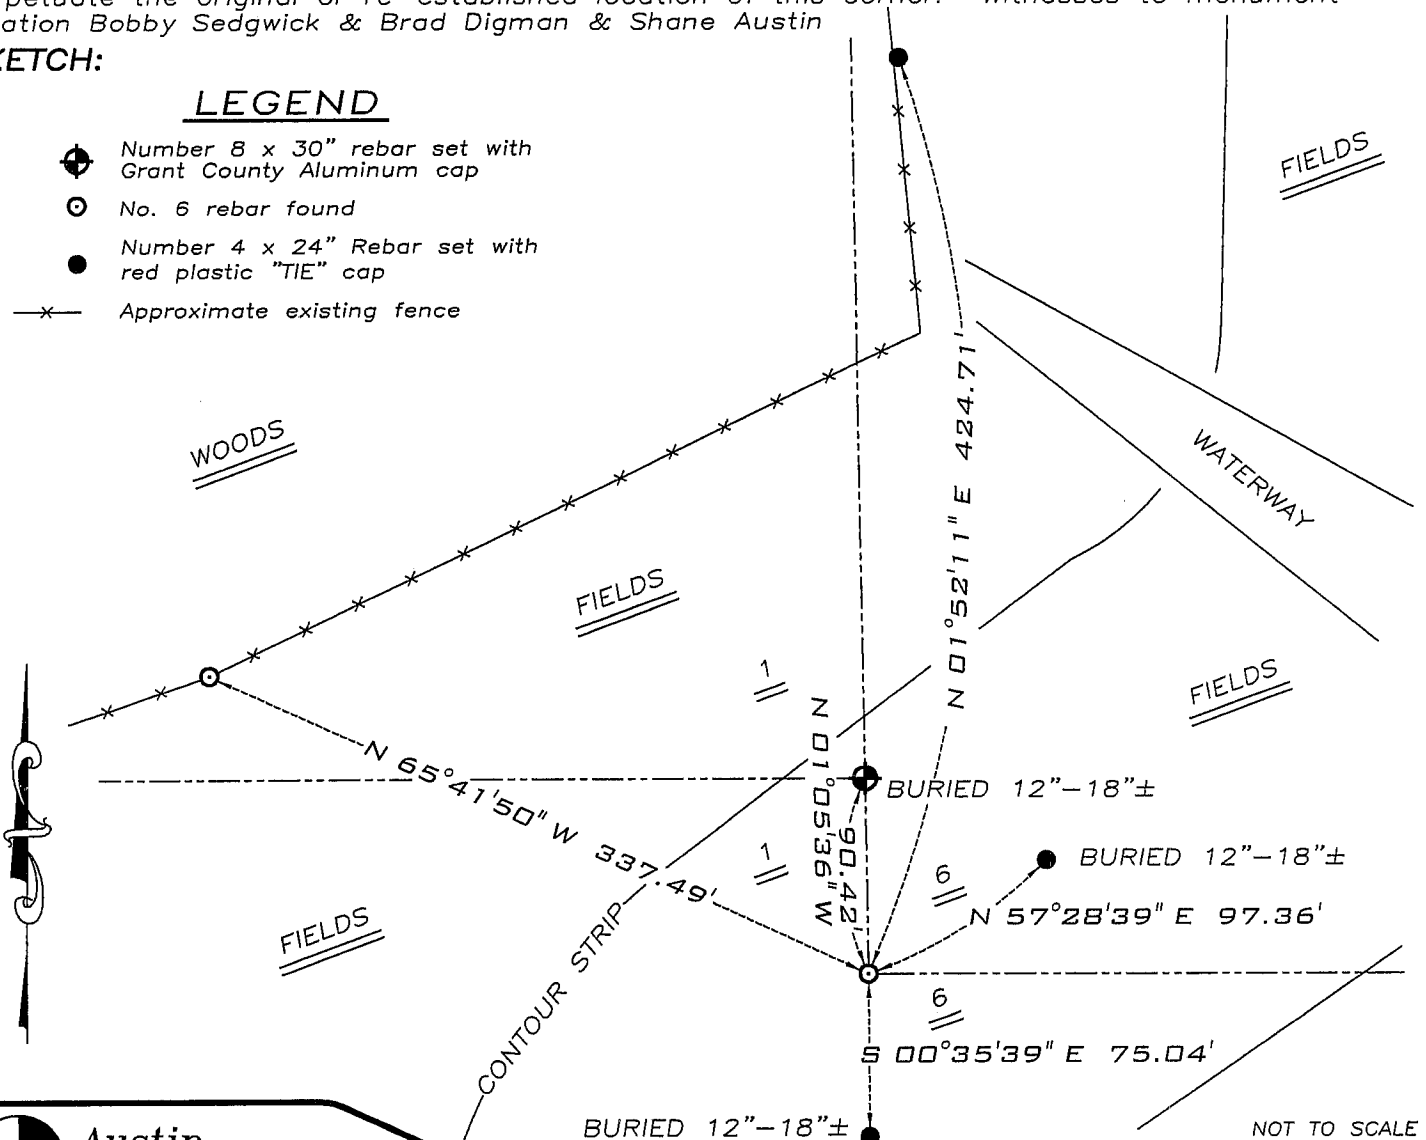 ation Bobby Sedgwick & Brad Digman & Shane Austin
LEGEND
Number 8 x 30" rebar set with
Grant County Aluminum cap
No. 6 rebar found
Number 4 x 24" Rebar set with
red plastic "TIE" cap
Approximate existing fence
FIELDS
WOODS
WATERWAY
N 01°52'11" E 424.71'
FIELDS
FIELDS
1
N 01°05'36" W
90.42'
N 65°41'50" W 337.49'
BURIED 12"-18"±
1
BURIED 12"-18"±
6
N 57°28'39" E 97.36'
FIELDS
CONTOUR STRIP
6
S 00°35'39" E 75.04'
BURIED 12"-18"±
NOT TO SCALE
Austin